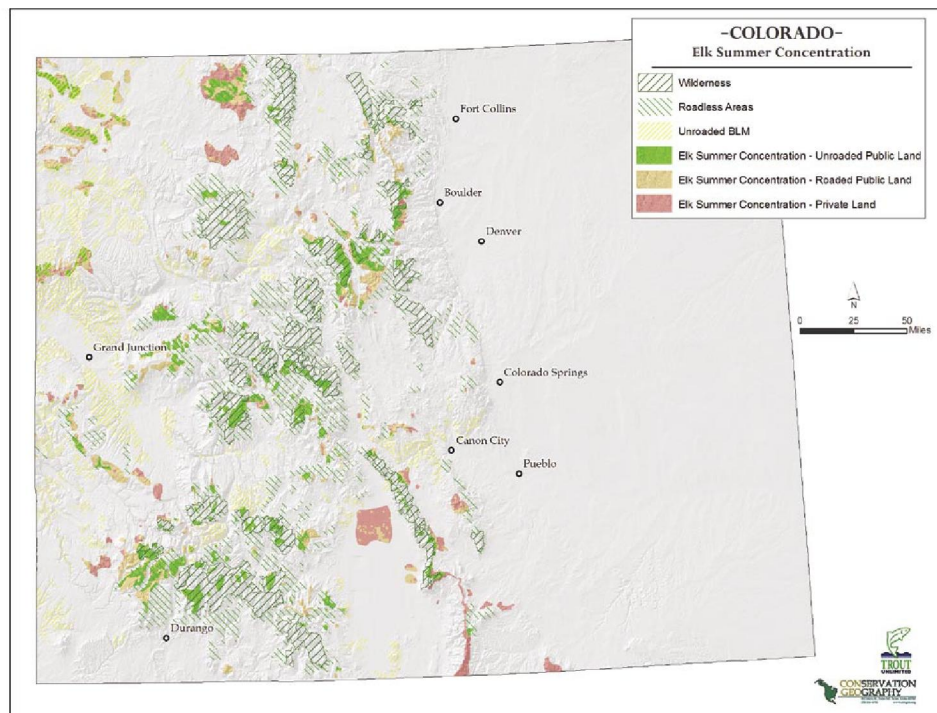 -COLORADO-
Elk Summer Concentration
Wilderness
Roadless Areas
Unroaded BLM
Elk Summer Concentration - Unroaded Public Land
Elk Summer Concentration - Roaded Public Land
Elk Summer Concentration - Private Land
Fort Collins
Boulder
Denver
N
0 25 50
Miles
Grand Junction
Colorado Springs
Canon City
Pueblo
Durango
TROUT
UNLIMITED
CONSERVATION
GEOGRAPHY